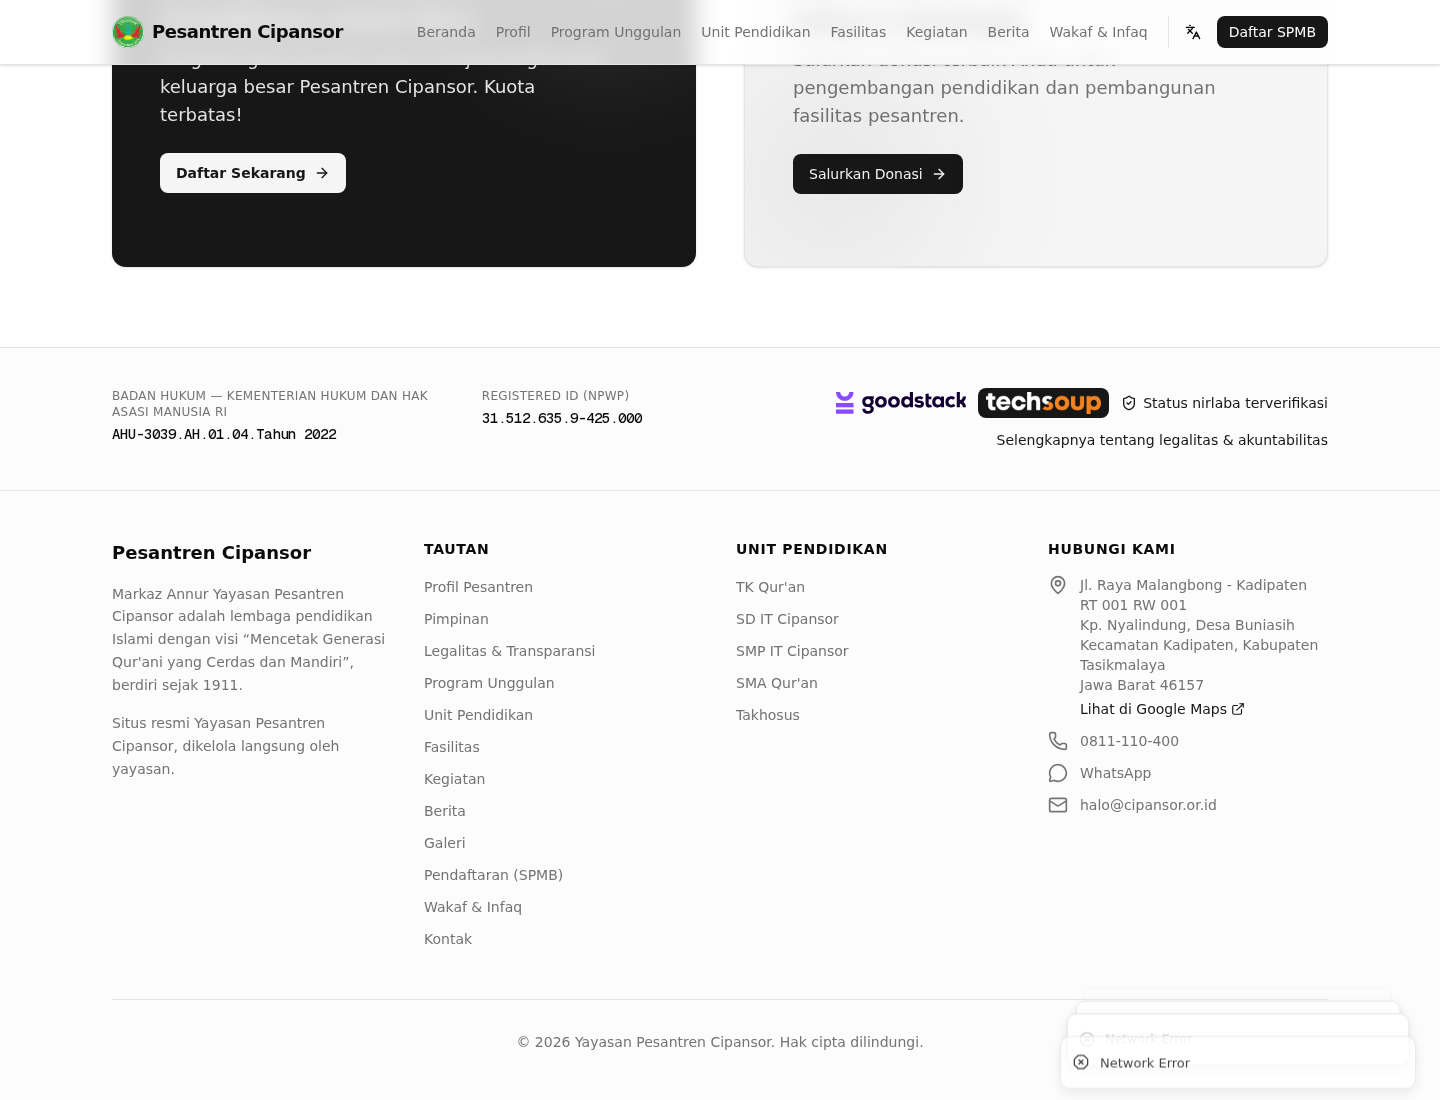 Pesantren Cipansor
Beranda
Profil
Program Unggulan
Unit Pendidikan
Fasilitas
Kegiatan
Berita
Wakaf & Infaq
Daftar SPMB
keluarga besar Pesantren Cipansor. Kuota
terbatas!
Daftar Sekarang
pengembangan pendidikan dan pembangunan
fasilitas pesantren.
Salurkan Donasi
BADAN HUKUM — KEMENTERIAN HUKUM DAN HAK
ASASI MANUSIA RI
AHU-3039.AH.01.04.Tahun 2022
REGISTERED ID (NPWP)
31.512.635.9-425.000
goodstack
techsoup
Status nirlaba terverifikasi
Selengkapnya tentang legalitas & akuntabilitas
Pesantren Cipansor
Markaz Annur Yayasan Pesantren
Cipansor adalah lembaga pendidikan
Islami dengan visi “Mencetak Generasi
Qur'ani yang Cerdas dan Mandiri”,
berdiri sejak 1911.
Situs resmi Yayasan Pesantren
Cipansor, dikelola langsung oleh
yayasan.
TAUTAN
Profil Pesantren
Pimpinan
Legalitas & Transparansi
Program Unggulan
Unit Pendidikan
Fasilitas
Kegiatan
Berita
Galeri
Pendaftaran (SPMB)
Wakaf & Infaq
Kontak
UNIT PENDIDIKAN
TK Qur'an
SD IT Cipansor
SMP IT Cipansor
SMA Qur'an
Takhosus
HUBUNGI KAMI
Jl. Raya Malangbong - Kadipaten
RT 001 RW 001
Kp. Nyalindung, Desa Buniasih
Kecamatan Kadipaten, Kabupaten
Tasikmalaya
Jawa Barat 46157
Lihat di Google Maps
0811-110-400
WhatsApp
halo@cipansor.or.id
© 2026 Yayasan Pesantren Cipansor. Hak cipta dilindungi.
Network Error
Network Error